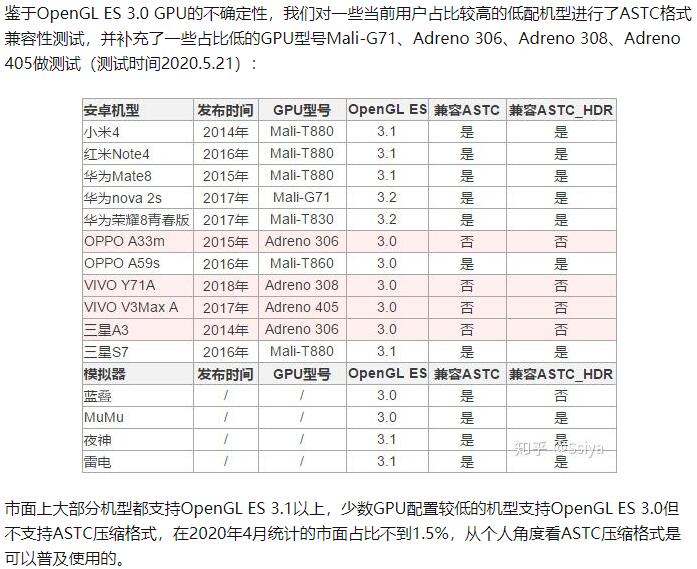 鉴于OpenGL ES 3.0 GPU的不确定性，我们对一些当前用户占比较高的低配机型进行了ASTC格式
兼容性测试，并补充了一些占比低的GPU型号Mali-G71、Adreno 306、Adreno 308、Adreno
405做测试（测试时间2020.5.21）：
安卓机型 发布时间 GPU型号 OpenGL ES 兼容ASTC 兼容ASTC_HDR
小米4 2014年 Mali-T880 3.1 是 是
红米Note4 2016年 Mali-T880 3.1 是 是
华为Mate8 2015年 Mali-T880 3.1 是 是
华为nova 2s 2017年 Mali-G71 3.2 是 是
华为荣耀8青春版 2017年 Mali-T830 3.2 是 是
OPPO A33m 2015年 Adreno 306 3.0 否 否
OPPO A59s 2016年 Mali-T860 3.0 是 是
VIVO Y71A 2018年 Adreno 308 3.0 否 否
VIVO V3Max A 2017年 Adreno 405 3.0 否 否
三星A3 2014年 Adreno 306 3.0 否 否
三星S7 2016年 Mali-T880 3.1 是 是
模拟器 发布时间 GPU型号 OpenGL ES 兼容ASTC 兼容ASTC_HDR
蓝叠 / / 3.0 是 否
MuMu / / 3.0 是 是
夜神 / / 3.1 是 是
雷电 / / 3.1 是 是
知乎 @Ssiya
市面上大部分机型都支持OpenGL ES 3.1以上，少数GPU配置较低的机型支持OpenGL ES 3.0但
不支持ASTC压缩格式，在2020年4月统计的市面占比不到1.5%，从个人角度看ASTC压缩格式是
可以普及使用的。